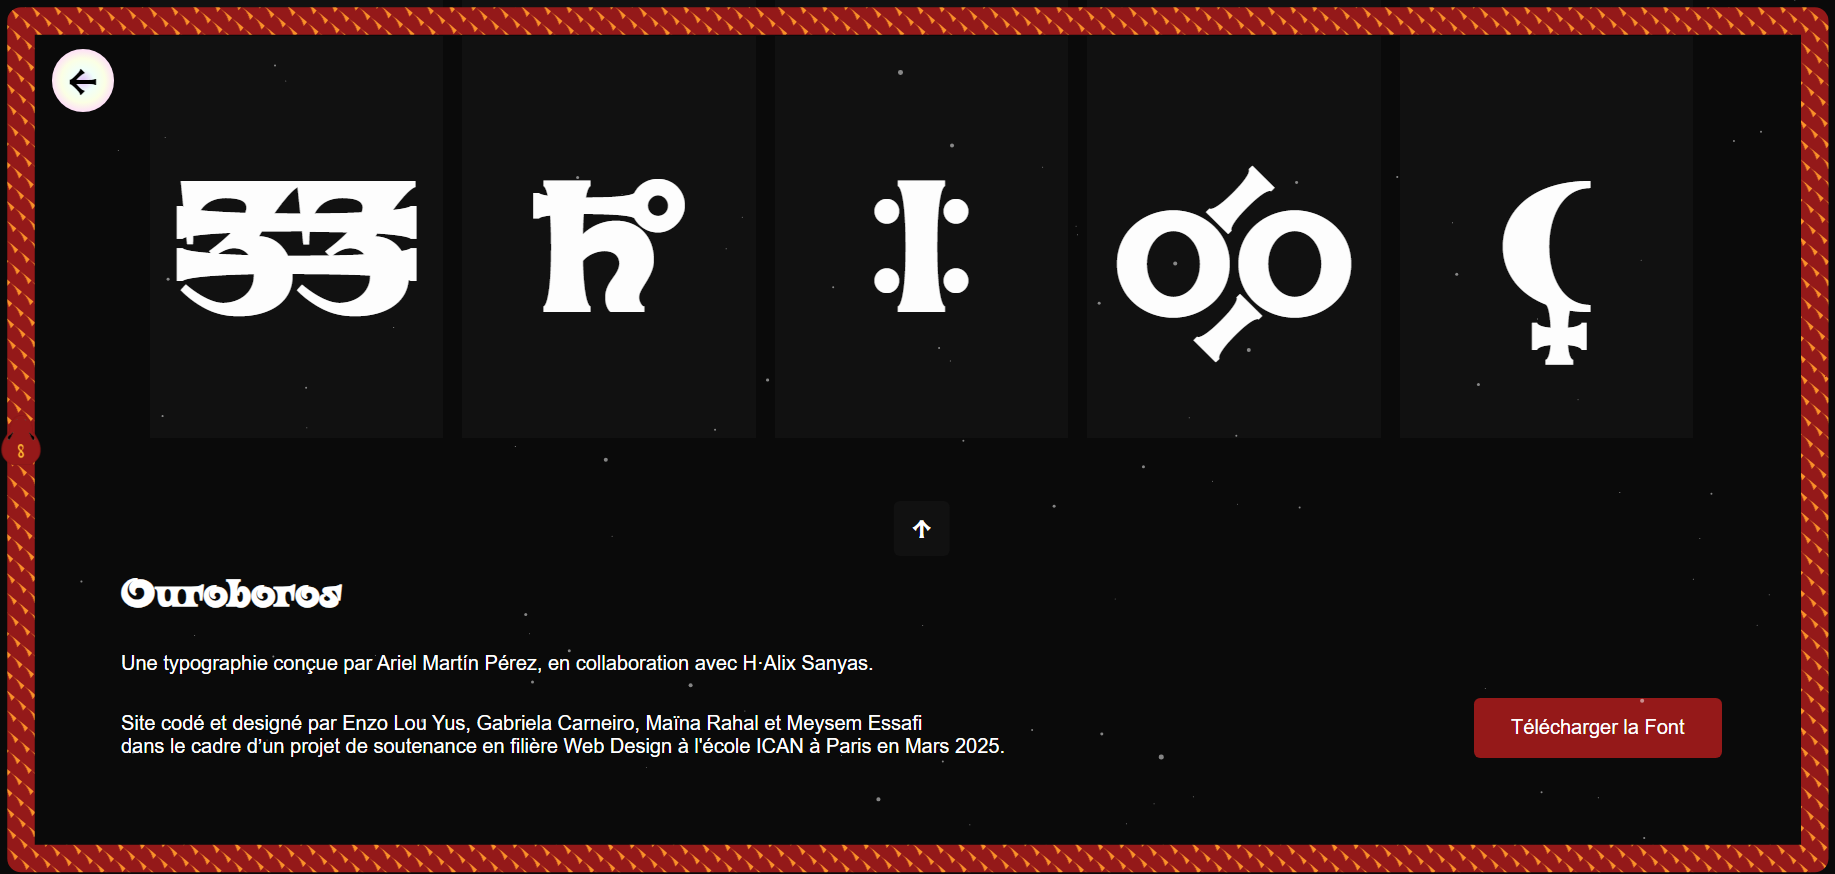 Ouroboros
Une typographie conçue par Ariel Martín Pérez, en collaboration avec H·Alix Sanyas.
Site codé et designé par Enzo Lou Yus, Gabriela Carneiro, Maïna Rahal et Meysem Essafi
dans le cadre d’un projet de soutenance en filière Web Design à l'école ICAN à Paris en Mars 2025.
Télécharger la Font